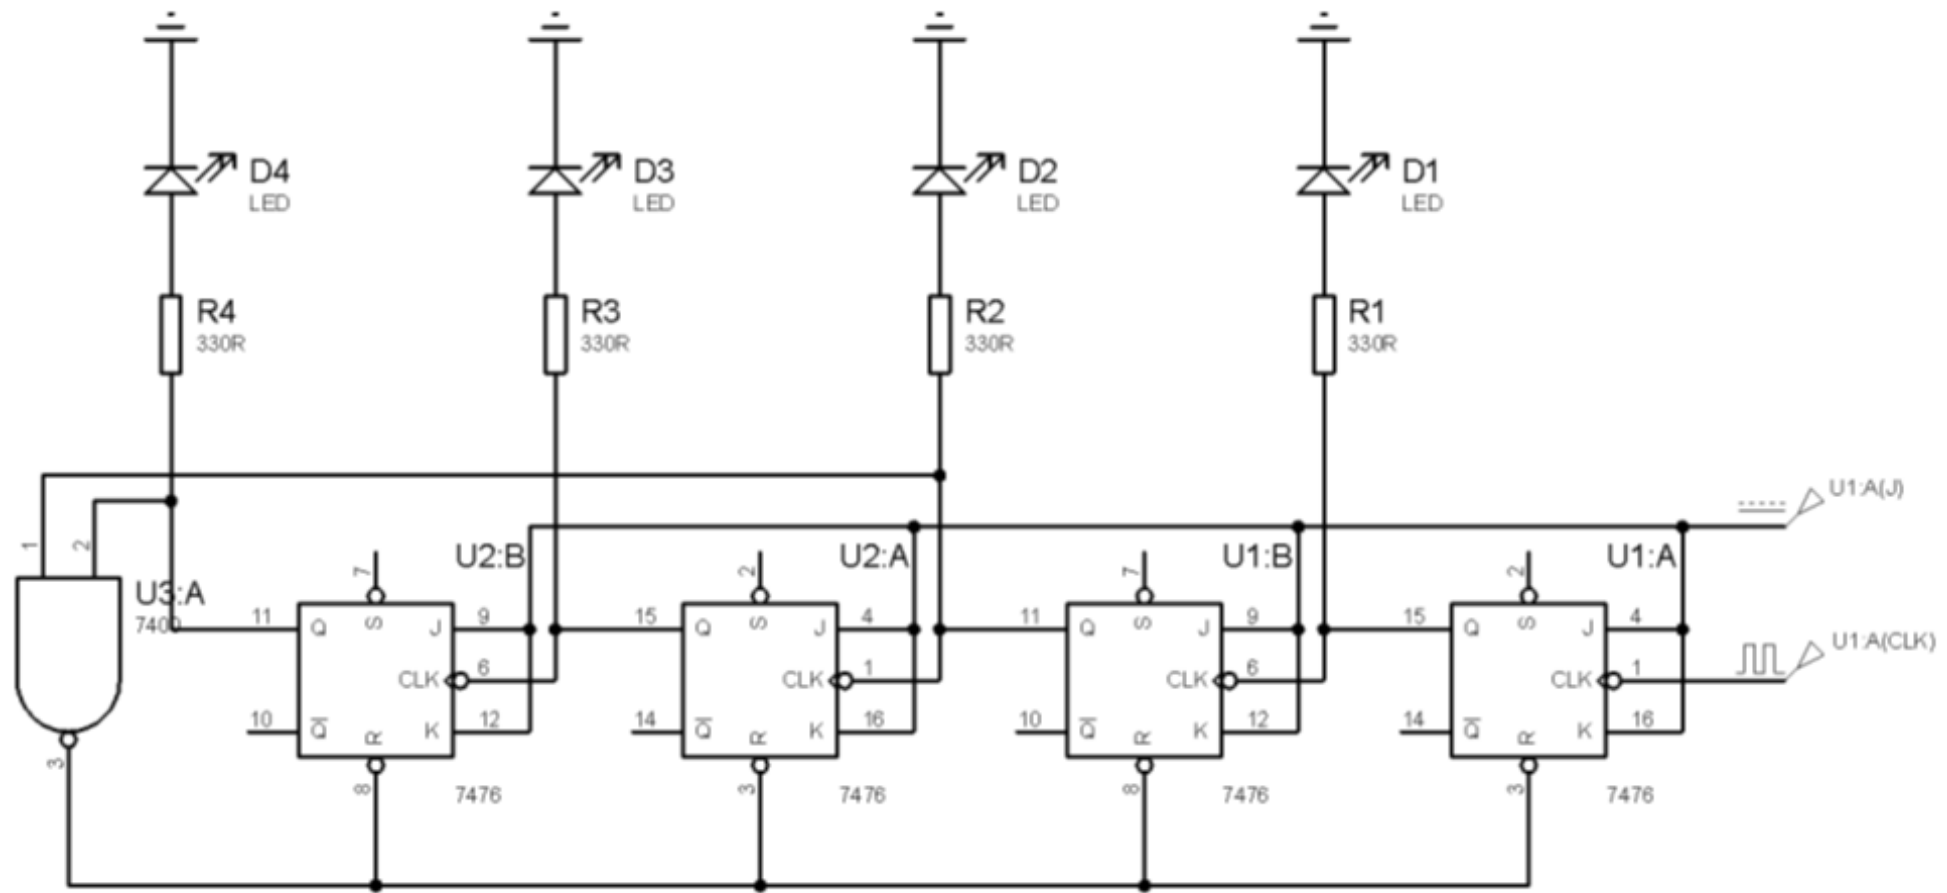 D4
LED
D3
LED
D2
LED
D1
LED
R4
330R
R3
330R
R2
330R
R1
330R
U1:A(J)
1
2
U3:A
7400
U2:B
7
11
Q
S
J
9
CLK
6
10
Q̅
R
K
12
8
7476
U2:A
2
15
Q
S
J
4
CLK
1
14
Q̅
R
K
16
3
7476
U1:B
7
11
Q
S
J
9
CLK
6
10
Q̅
R
K
12
8
7476
U1:A
2
15
Q
S
J
4
CLK
1
14
Q̅
R
K
16
3
7476
U1:A(CLK)
3